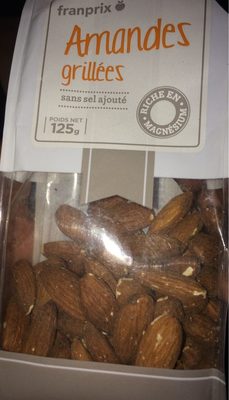 franprix
Amandes
grillées
sans sel ajouté
RICHE EN
MAGNÉSIUM
POIDS NET
125g